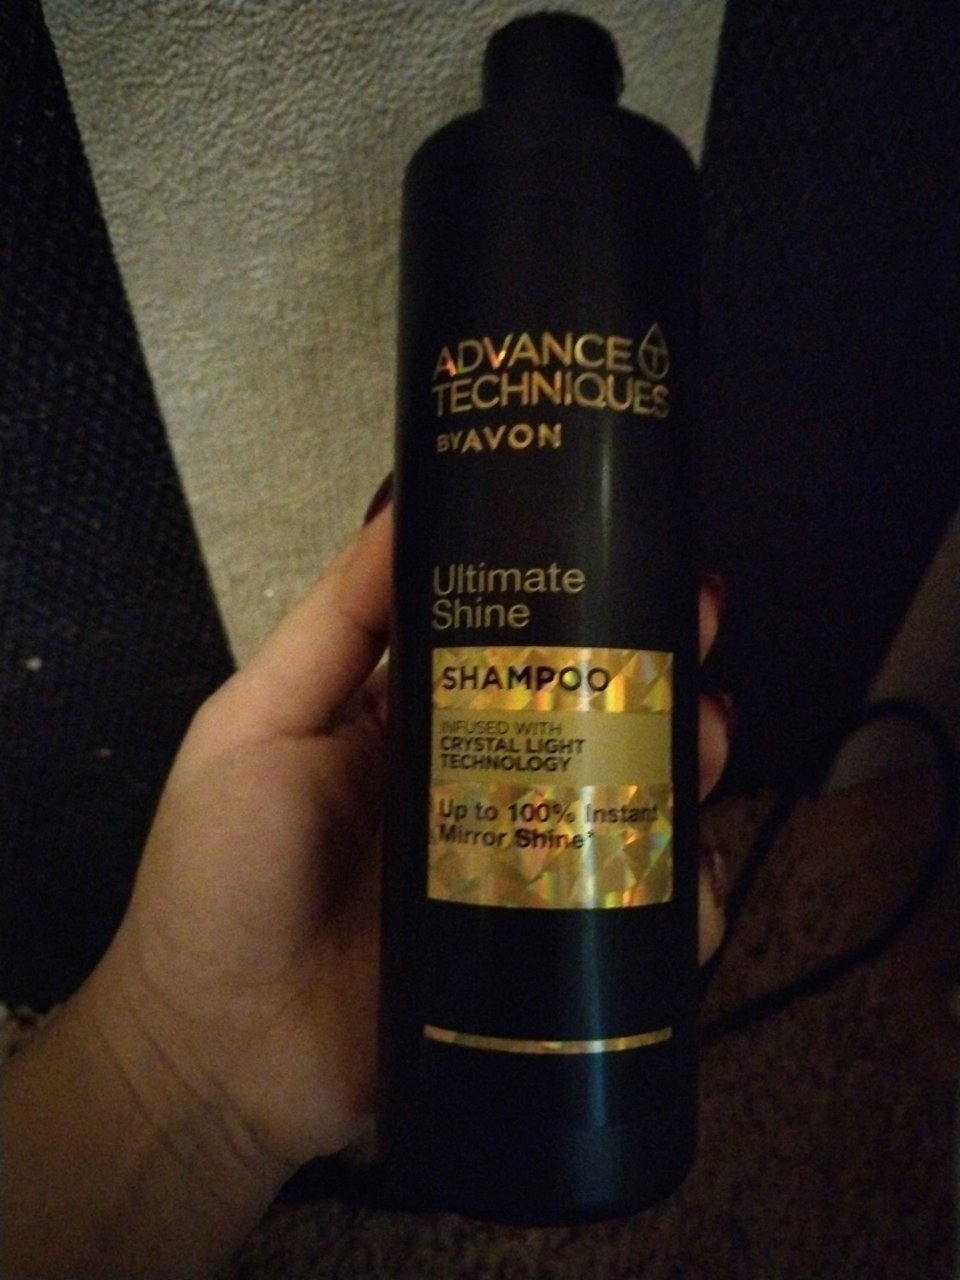 ADVANCE
TECHNIQUES
BY AVON
Ultimate
Shine
SHAMPOO
INFUSED WITH
CRYSTAL LIGHT
TECHNOLOGY
Up to 100% Instant
Mirror Shine*